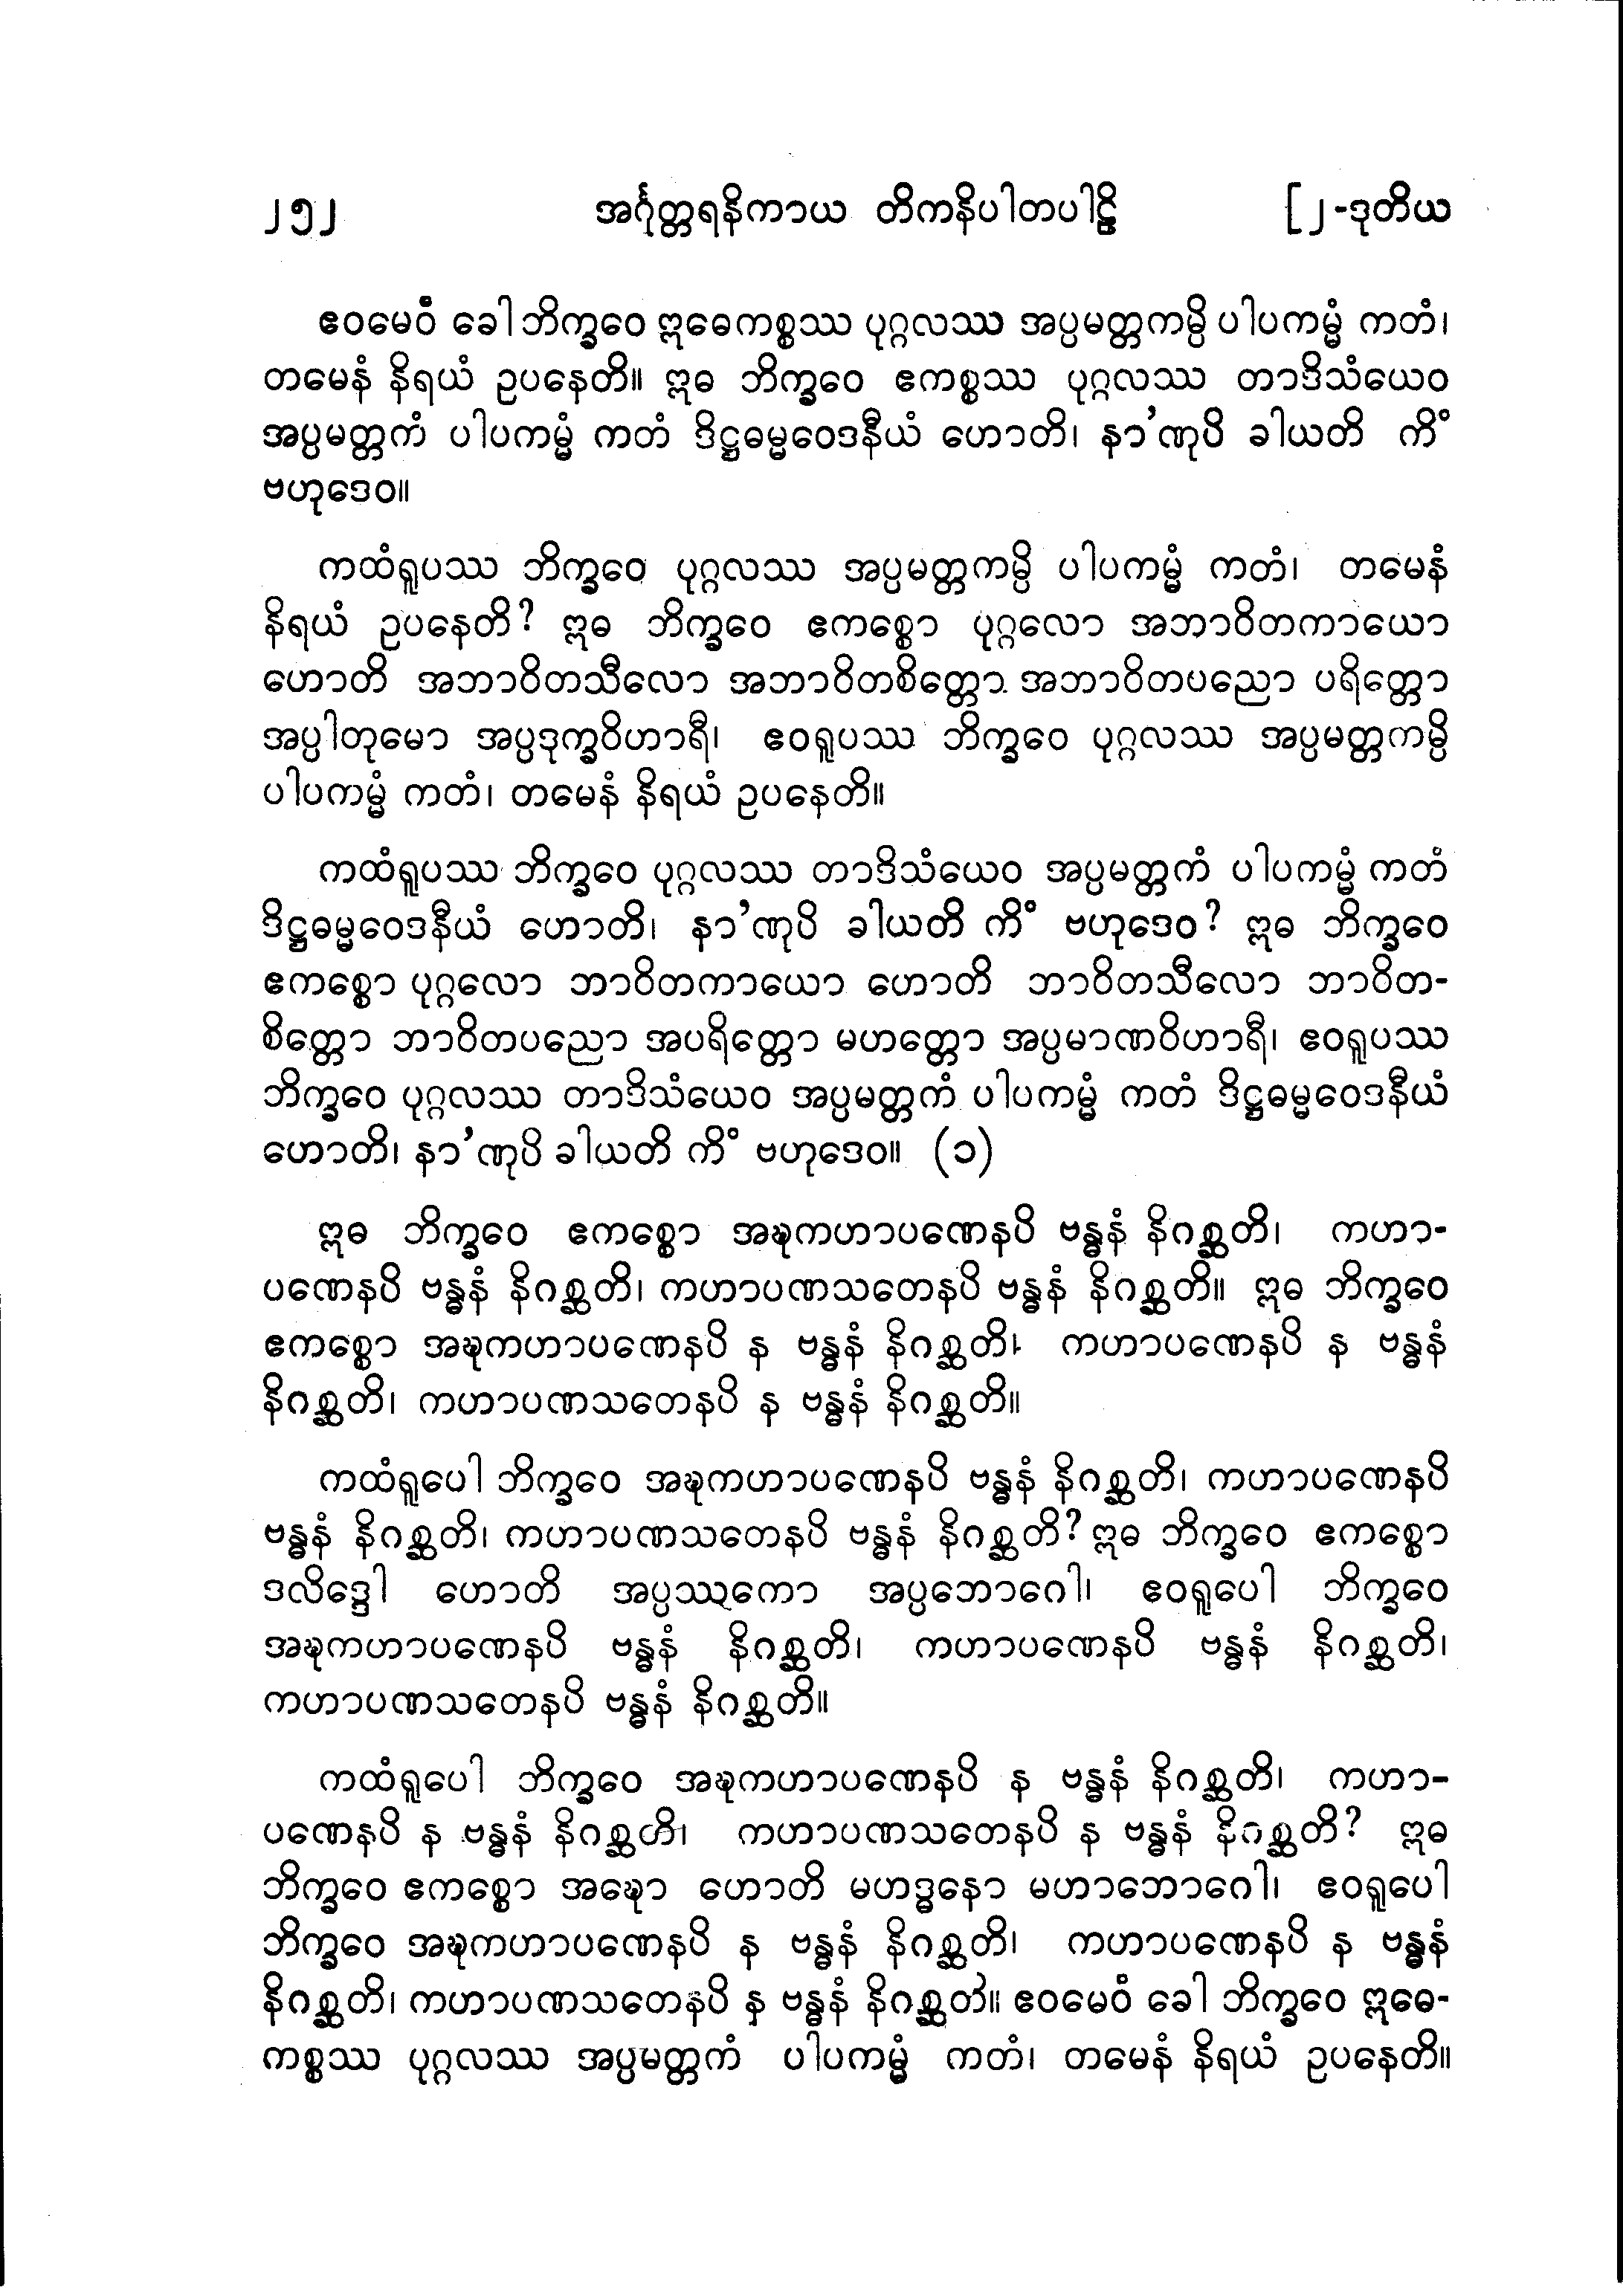 ၂၅၂ အင်္ဂုတ္တရနိကာယ တိကနိပါတပါဠိ [၂-ဒုတိယ
ဧဝမေဝံ ခေါ ဘိက္ခဝေ ဣဓေကစ္စဿ ပုဂ္ဂလဿ အပ္ပမတ္တကမ္ပိ ပါပကမ္မံ ကတံ၊
တမေနံ နိရယံ ဥပနေတိ။ ဣဓ ဘိက္ခဝေ ဧကစ္စဿ ပုဂ္ဂလဿ တာဒိသံယေဝ
အပ္ပမတ္တကံ ပါပကမ္မံ ကတံ ဒိဋ္ဌဓမ္မဝေဒနီယံ ဟောတိ၊ နာ’ဏုပိ ခါယတိ ကိံ
ဗဟုဒေဝ။
ကထံရူပဿ ဘိက္ခဝေ ပုဂ္ဂလဿ အပ္ပမတ္တကမ္ပိ ပါပကမ္မံ ကတံ၊ တမေနံ
နိရယံ ဥပနေတိ? ဣဓ ဘိက္ခဝေ ဧကစ္စော ပုဂ္ဂလော အဘာဝိတကာယော
ဟောတိ အဘာဝိတသီလော အဘာဝိတစိတ္တော အဘာဝိတပညော ပရိတ္တော
အပ္ပါတုမော အပ္ပဒုက္ခဝိဟာရီ၊ ဧဝရူပဿ ဘိက္ခဝေ ပုဂ္ဂလဿ အပ္ပမတ္တကမ္ပိ
ပါပကမ္မံ ကတံ၊ တမေနံ နိရယံ ဥပနေတိ။
ကထံရူပဿ ဘိက္ခဝေ ပုဂ္ဂလဿ တာဒိသံယေဝ အပ္ပမတ္တကံ ပါပကမ္မံ ကတံ
ဒိဋ္ဌဓမ္မဝေဒနီယံ ဟောတိ၊ နာ’ဏုပိ ခါယတိ ကိံ ဗဟုဒေဝ? ဣဓ ဘိက္ခဝေ
ဧကစ္စော ပုဂ္ဂလော ဘာဝိတကာယော ဟောတိ ဘာဝိတသီလော ဘာဝိတ-
စိတ္တော ဘာဝိတပညော အပရိတ္တော မဟတ္တော အပ္ပမာဏဝိဟာရီ၊ ဧဝရူပဿ
ဘိက္ခဝေ ပုဂ္ဂလဿ တာဒိသံယေဝ အပ္ပမတ္တကံ ပါပကမ္မံ ကတံ ဒိဋ္ဌဓမ္မဝေဒနီယံ
ဟောတိ၊ နာ’ဏုပိ ခါယတိ ကိံ ဗဟုဒေဝ။ (၁)
ဣဓ ဘိက္ခဝေ ဧကစ္စော အဍ္ဎကဟာပဏေနပိ ဗန္ဓနံ နိဂစ္ဆတိ၊ ကဟာ-
ပဏေနပိ ဗန္ဓနံ နိဂစ္ဆတိ၊ ကဟာပဏသတေနပိ ဗန္ဓနံ နိဂစ္ဆတိ။ ဣဓ ဘိက္ခဝေ
ဧကစ္စော အဍ္ဎကဟာပဏေနပိ န ဗန္ဓနံ နိဂစ္ဆတိ၊ ကဟာပဏေနပိ န ဗန္ဓနံ
နိဂစ္ဆတိ၊ ကဟာပဏသတေနပိ န ဗန္ဓနံ နိဂစ္ဆတိ။
ကထံရူပေါ ဘိက္ခဝေ အဍ္ဎကဟာပဏေနပိ ဗန္ဓနံ နိဂစ္ဆတိ၊ ကဟာပဏေနပိ
ဗန္ဓနံ နိဂစ္ဆတိ၊ ကဟာပဏသတေနပိ ဗန္ဓနံ နိဂစ္ဆတိ? ဣဓ ဘိက္ခဝေ ဧကစ္စော
ဒလိဒ္ဒေါ ဟောတိ အပ္ပဿကော အပ္ပဘောဂေါ၊ ဧဝရူပေါ ဘိက္ခဝေ
အဍ္ဎကဟာပဏေနပိ ဗန္ဓနံ နိဂစ္ဆတိ၊ ကဟာပဏေနပိ ဗန္ဓနံ နိဂစ္ဆတိ၊
ကဟာပဏသတေနပိ ဗန္ဓနံ နိဂစ္ဆတိ။
ကထံရူပေါ ဘိက္ခဝေ အဍ္ဎကဟာပဏေနပိ န ဗန္ဓနံ နိဂစ္ဆတိ၊ ကဟာ-
ပဏေနပိ န ဗန္ဓနံ နိဂစ္ဆတိ၊ ကဟာပဏသတေနပိ န ဗန္ဓနံ နိဂစ္ဆတိ? ဣဓ
ဘိက္ခဝေ ဧကစ္စော အဍ္ဎော ဟောတိ မဟဒ္ဓနော မဟာဘောဂေါ၊ ဧဝရူပေါ
ဘိက္ခဝေ အဍ္ဎကဟာပဏေနပိ န ဗန္ဓနံ နိဂစ္ဆတိ၊ ကဟာပဏေနပိ န ဗန္ဓနံ
နိဂစ္ဆတိ၊ ကဟာပဏသတေနပိ န ဗန္ဓနံ နိဂစ္ဆတိ။ ဧဝမေဝံ ခေါ ဘိက္ခဝေ ဣဓေ-
ကစ္စဿ ပုဂ္ဂလဿ အပ္ပမတ္တကံ ပါပကမ္မံ ကတံ၊ တမေနံ နိရယံ ဥပနေတိ။